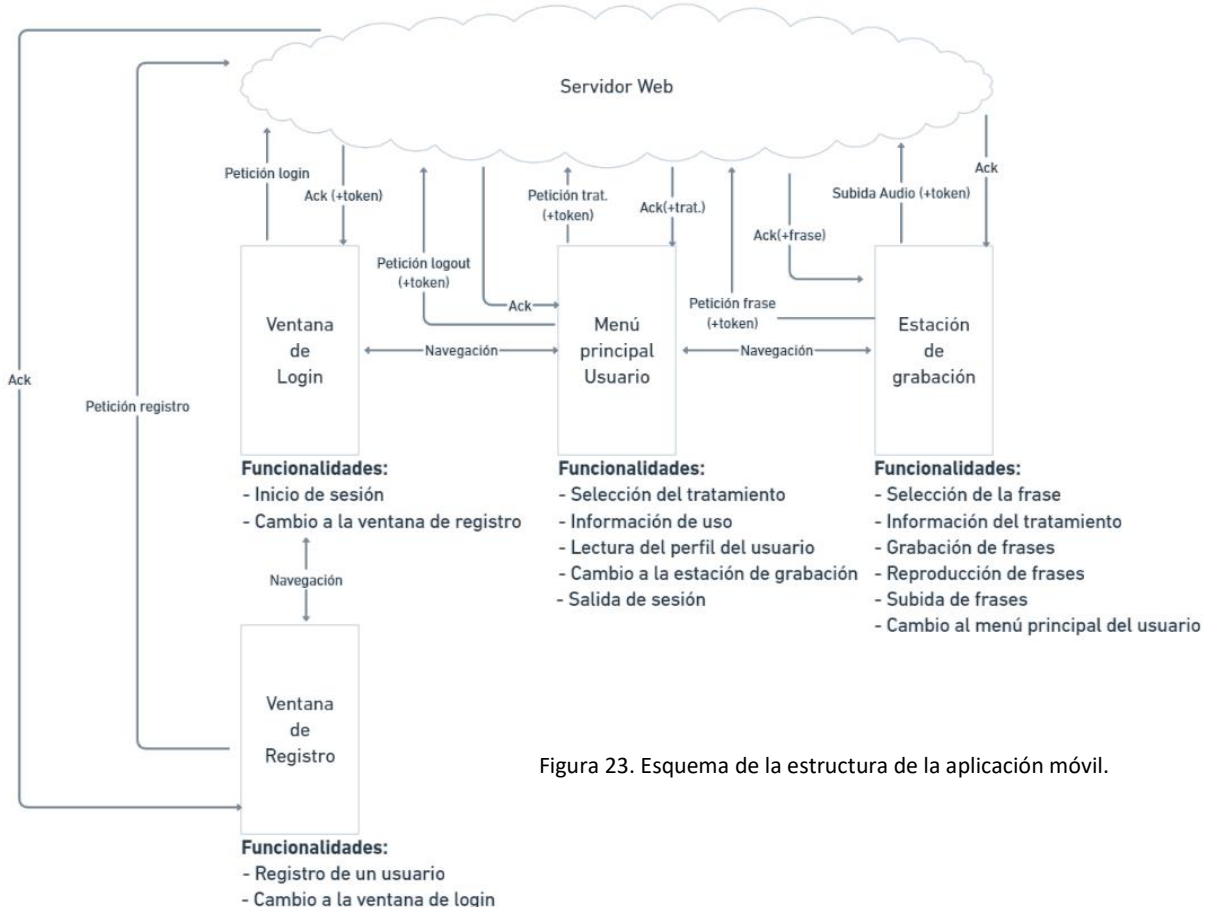 Servidor Web
Petición login
Ack (+token)
Petición logout
(+token)
Ack
Petición trat.
(+token)
Ack(+trat.)
Petición frase
(+token)
Ack(+frase)
Subida Audio (+token)
Ack
Ack
Petición registro
Ventana
de
Login
Navegación
Menú
principal
Usuario
Navegación
Estación
de
grabación
Funcionalidades:
- Inicio de sesión
- Cambio a la ventana de registro
Funcionalidades:
- Selección del tratamiento
- Información de uso
- Lectura del perfil del usuario
- Cambio a la estación de grabación
- Salida de sesión
Funcionalidades:
- Selección de la frase
- Información del tratamiento
- Grabación de frases
- Reproducción de frases
- Subida de frases
- Cambio al menú principal del usuario
Navegación
Ventana
de
Registro
Figura 23. Esquema de la estructura de la aplicación móvil.
Funcionalidades:
- Registro de un usuario
- Cambio a la ventana de login